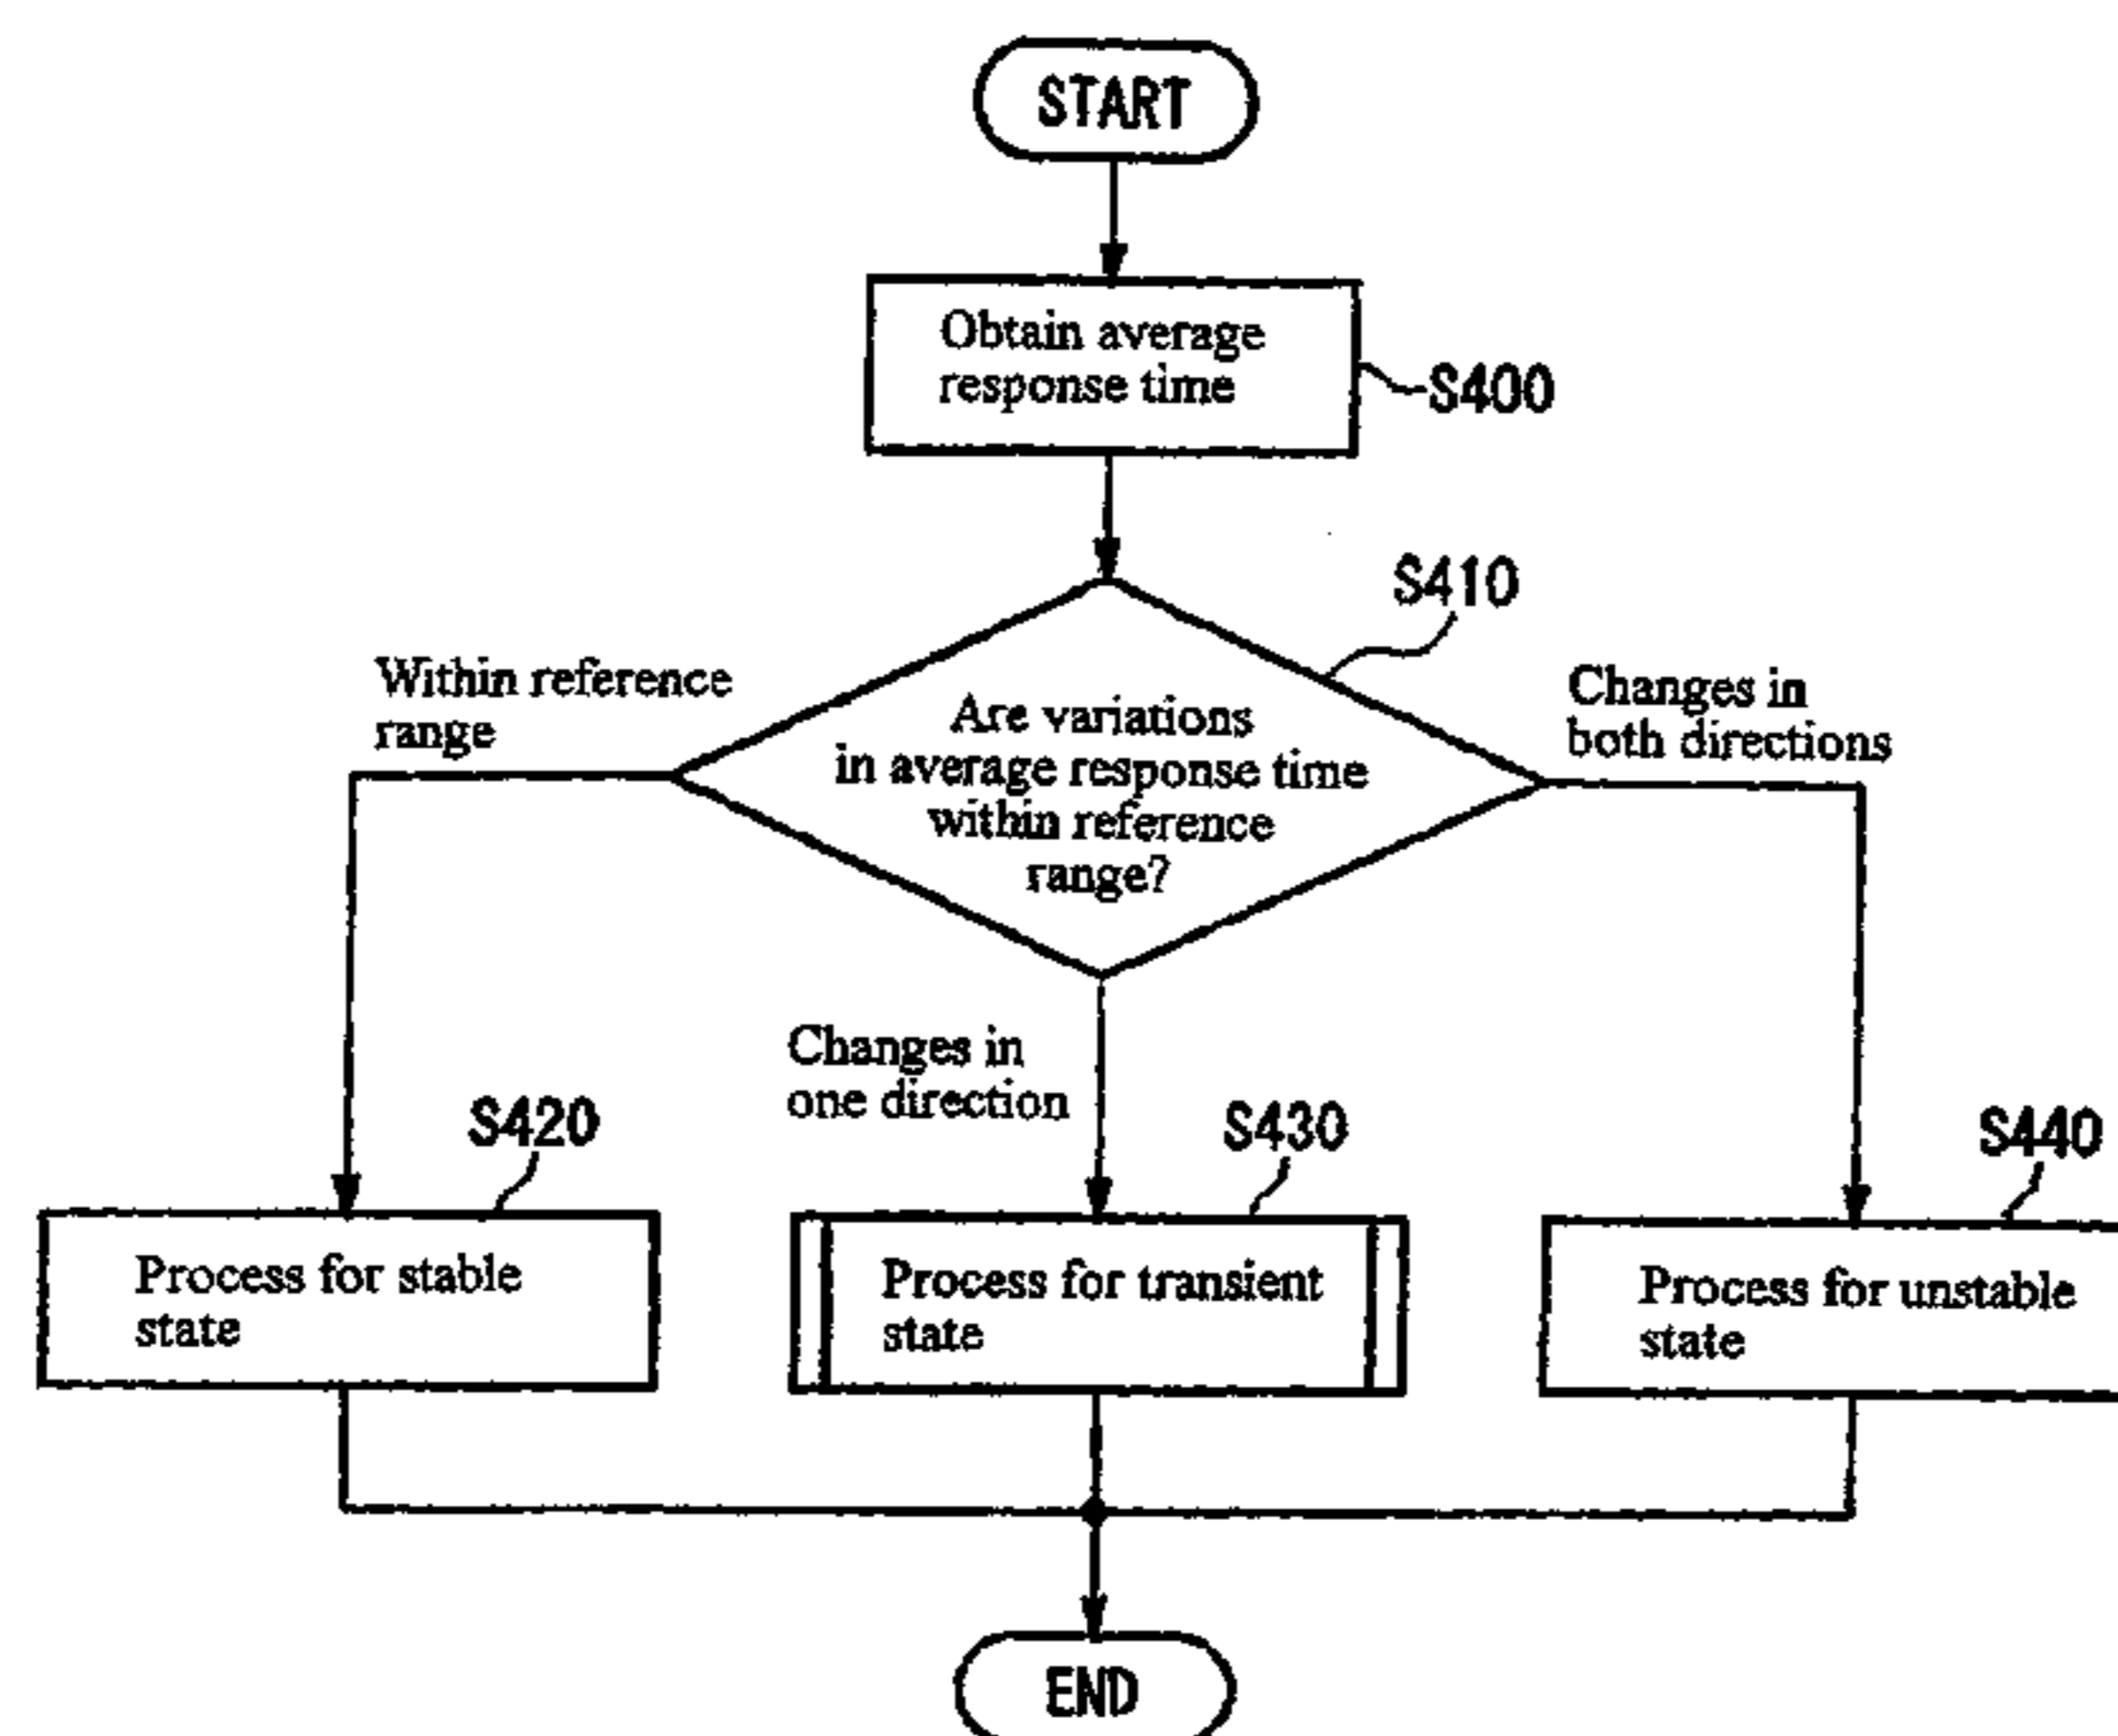 START
Obtain average
response time
S400
S410
Within reference
range
Are variations
in average response time
within reference
range?
Changes in
both directions
Changes in
one direction
S420
S430
S440
Process for stable
state
Process for transient
state
Process for unstable
state
END